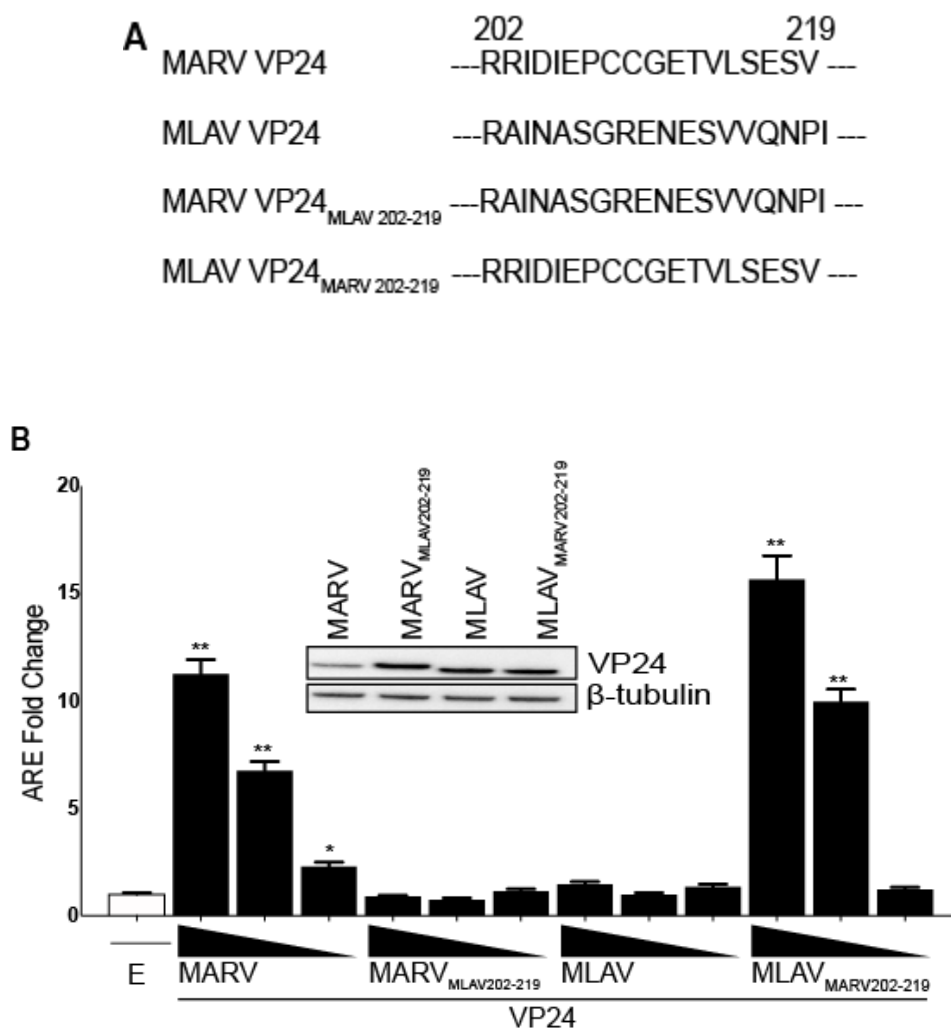 A
202 219
MARV VP24 ---RRIDIEPCCGETVLSESV ---
MLAV VP24 ---RAINASGRENESVVQNPI ---
MARV VP24MLAV 202-219 ---RAINASGRENESVVQNPI ---
MLAV VP24MARV 202-219 ---RRIDIEPCCGETVLSESV ---
B
ARE Fold Change
20
15
10
5
0
MARV
MARVMLAV202-219
MLAV
MLAVMARV202-219
VP24
β-tubulin
**
**
*
**
**
E
MARV
MARVMLAV202-219
MLAV
MLAVMARV202-219
VP24